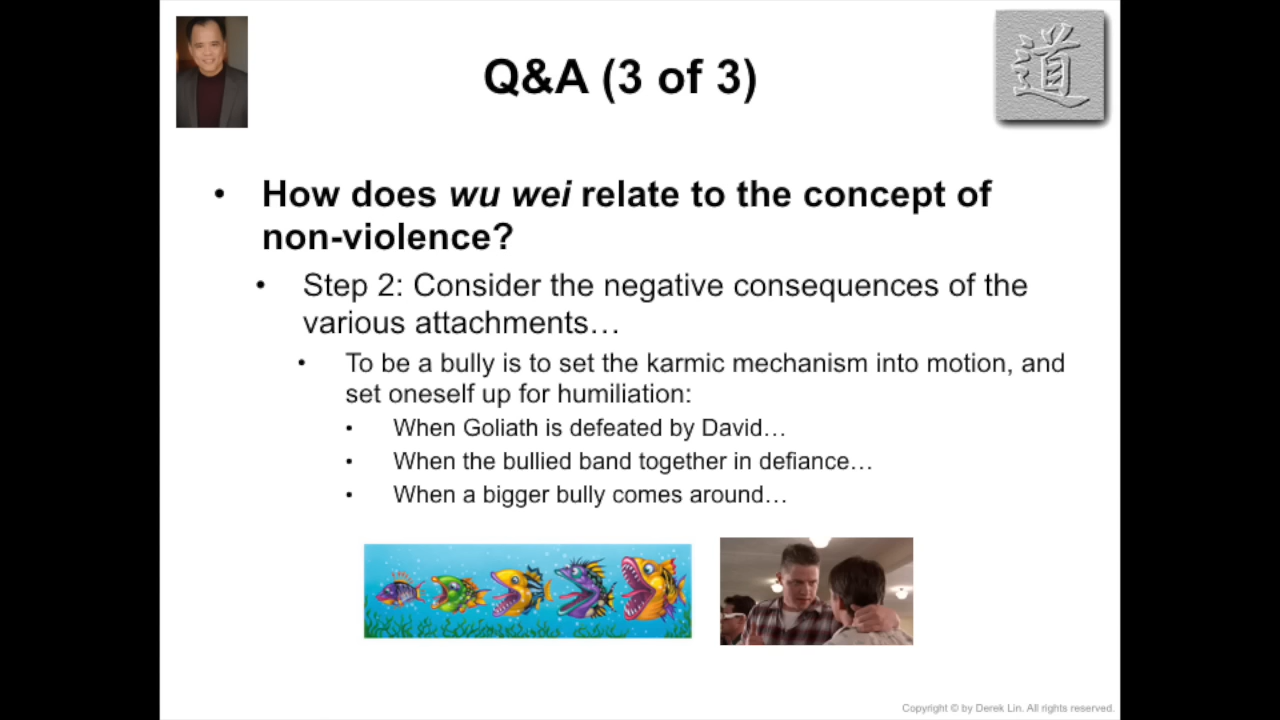 Q&A (3 of 3)
道
• How does wu wei relate to the concept of
non-violence?
• Step 2: Consider the negative consequences of the
various attachments…
• To be a bully is to set the karmic mechanism into motion, and
set oneself up for humiliation:
• When Goliath is defeated by David…
• When the bullied band together in defiance…
• When a bigger bully comes around…
Copyright © by Derek Lin. All rights reserved.